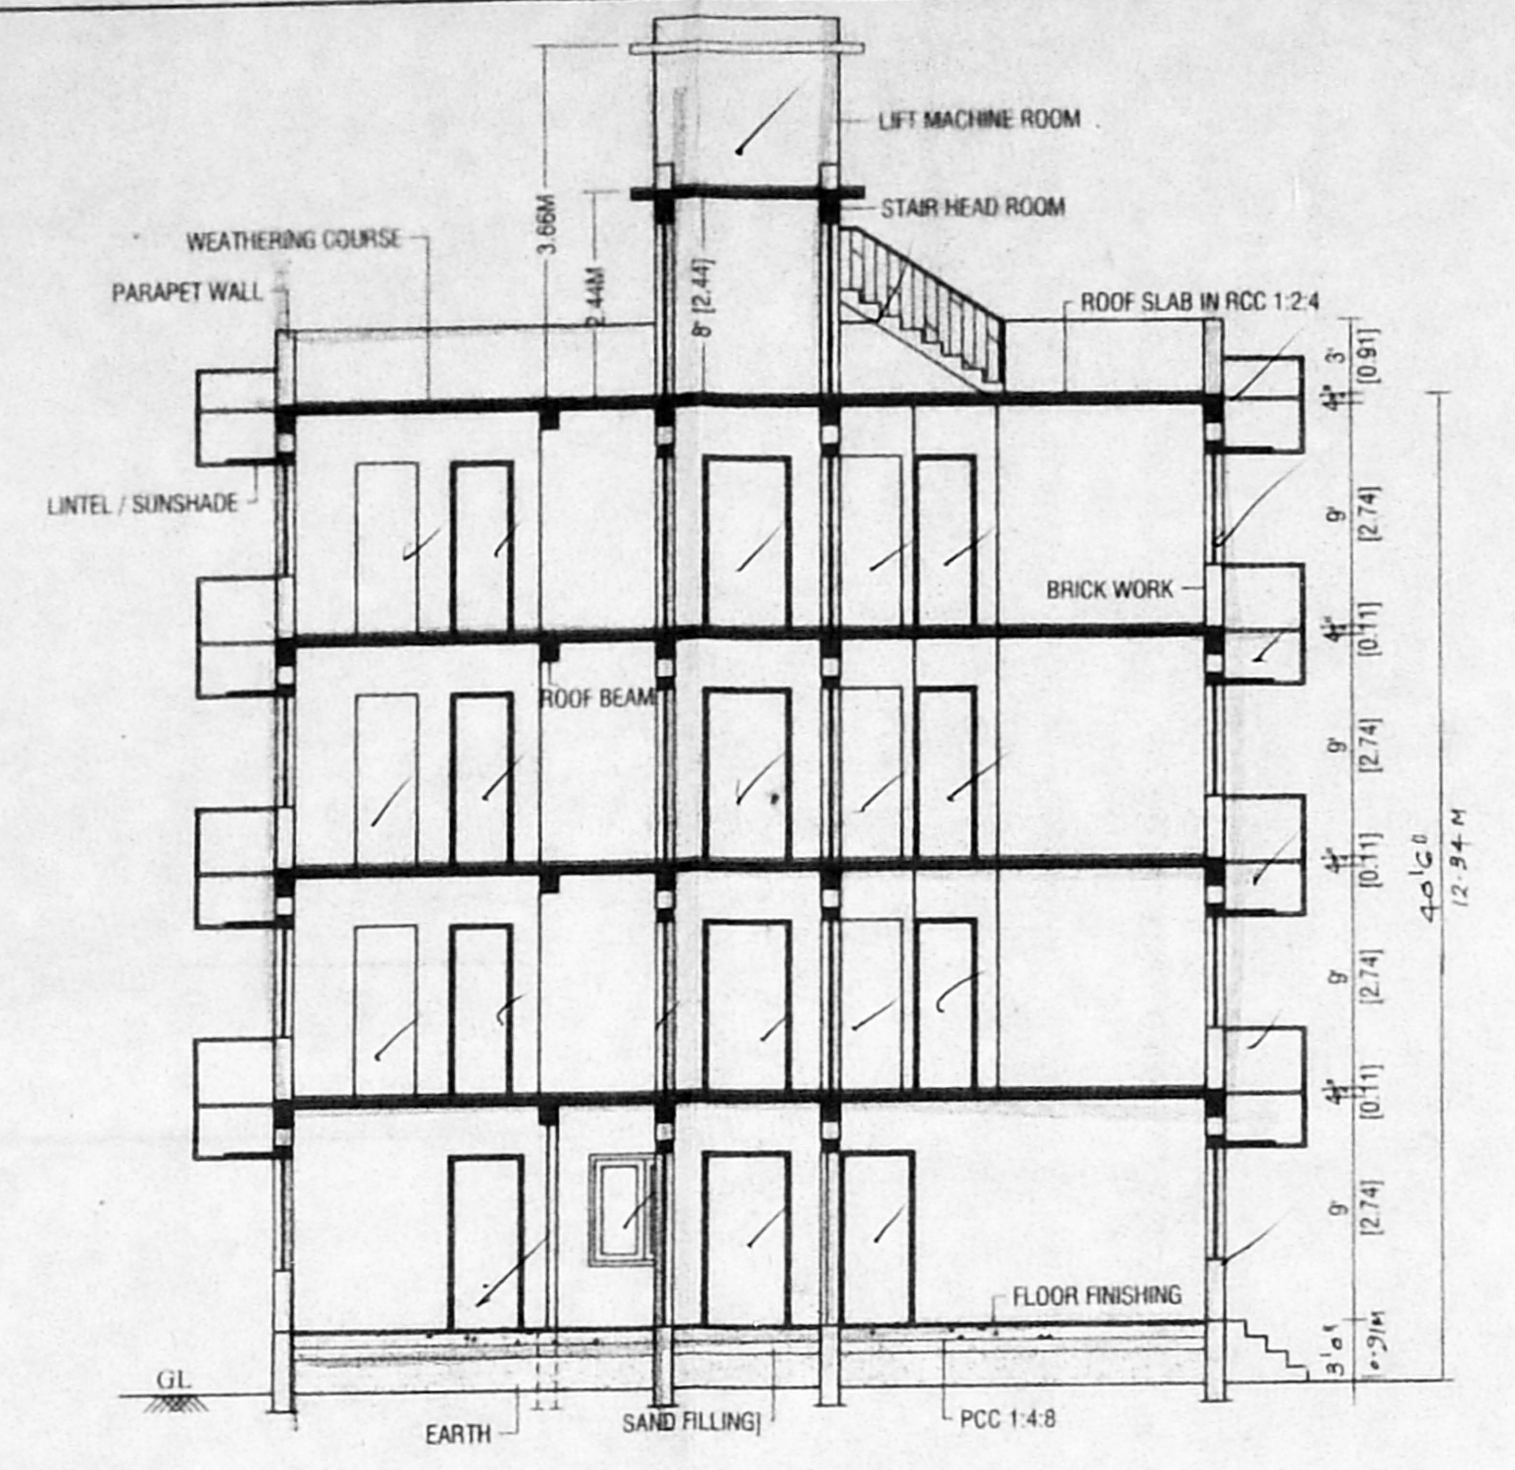 LIFT MACHINE ROOM
STAIR HEAD ROOM
3.66M
2.44M
8' [2.44]
WEATHERING COURSE
PARAPET WALL
ROOF SLAB IN RCC 1:2:4
3'
[0.91]
4½"
LINTEL / SUNSHADE
9'
[2.74]
BRICK WORK
4½"
[0.11]
ROOF BEAM
9'
[2.74]
4½"
[0.11]
40'6"
12.34 M
9'
[2.74]
4½"
[0.11]
9'
[2.74]
FLOOR FINISHING
3'0"
[0.91M
GL
EARTH
SAND FILLING]
PCC 1:4:8